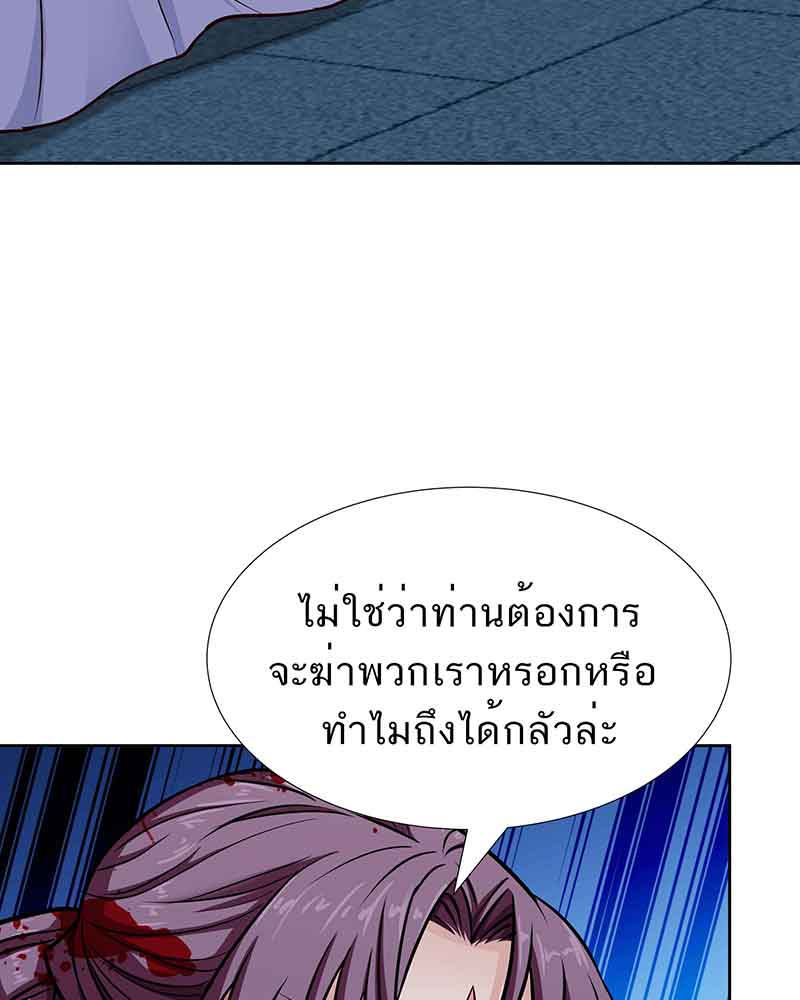 ไม่ใช่ว่าท่านต้องการ
จะฆ่าพวกเราหรอกหรือ
ทำไมถึงได้กลัวล่ะ